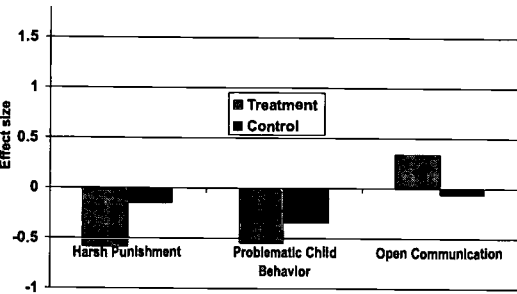 1.5
1
0.5
0
-0.5
-1
Effect size
Treatment
Control
Harsh Punishment
Problematic Child
Behavior
Open Communication